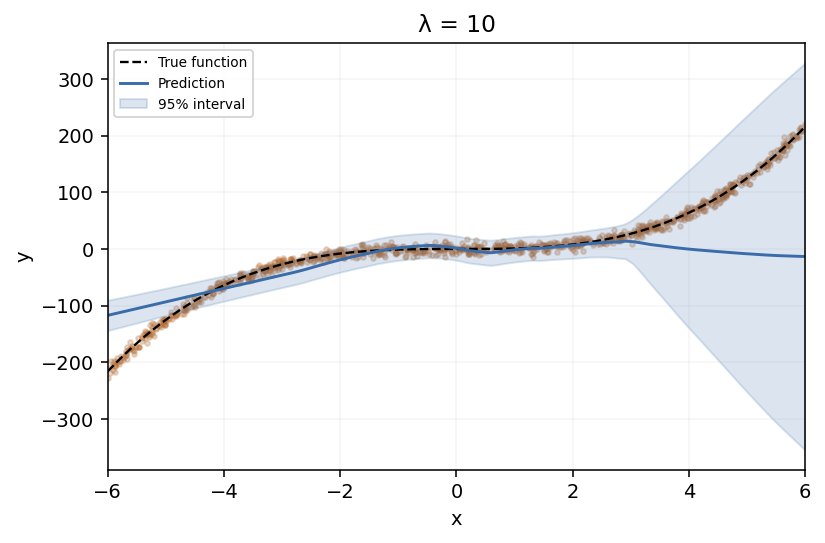 λ = 10
True function
Prediction
95% interval
300
200
100
0
−100
−200
−300
y
−6
−4
−2
0
2
4
6
x